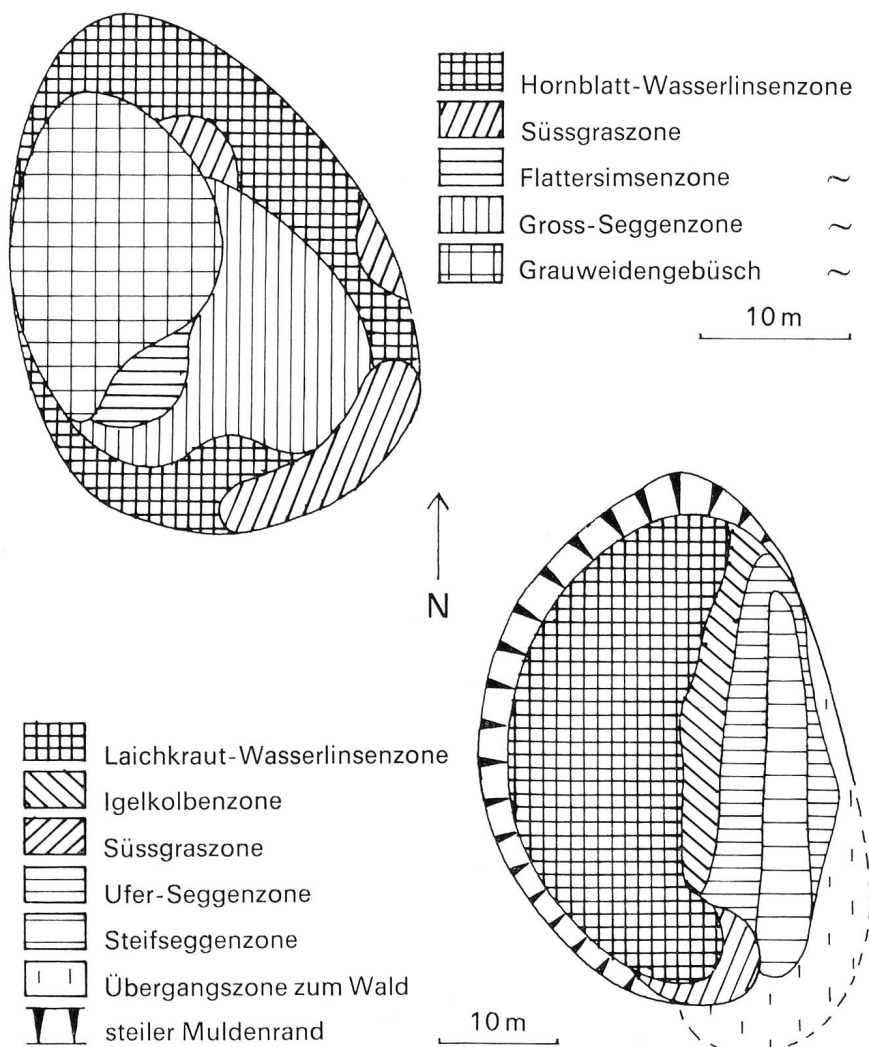 Hornblatt-Wasserlinsenzone
Süssgraszone
Flattersimsenzone ~
Gross-Seggenzone ~
Grauweidengebüsch ~
10 m
N
Laichkraut-Wasserlinsenzone
Igelkolbenzone
Süssgraszone
Ufer-Seggenzone
Steifseggenzone
Übergangszone zum Wald
steiler Muldenrand
10 m